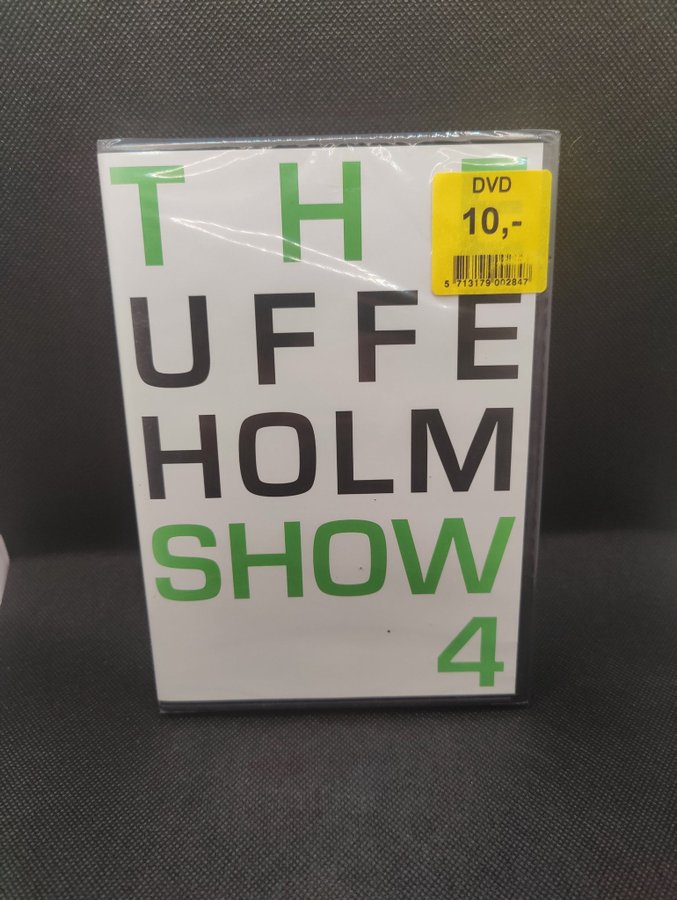 THE
UFFE
HOLM
SHOW
4
DVD
10,-
5 713179 002847